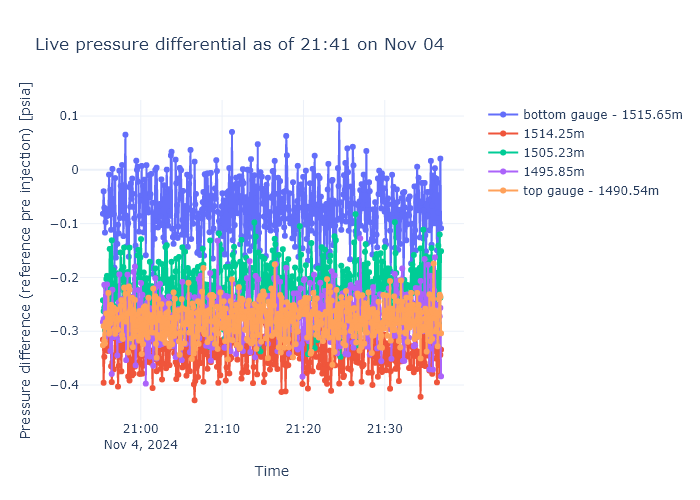 Live pressure differential as of 21:41 on Nov 04
Pressure difference (reference pre injection) [psia]
0.1
0
−0.1
−0.2
−0.3
−0.4
21:00
Nov 4, 2024
21:10
21:20
21:30
Time
bottom gauge - 1515.65m
1514.25m
1505.23m
1495.85m
top gauge - 1490.54m